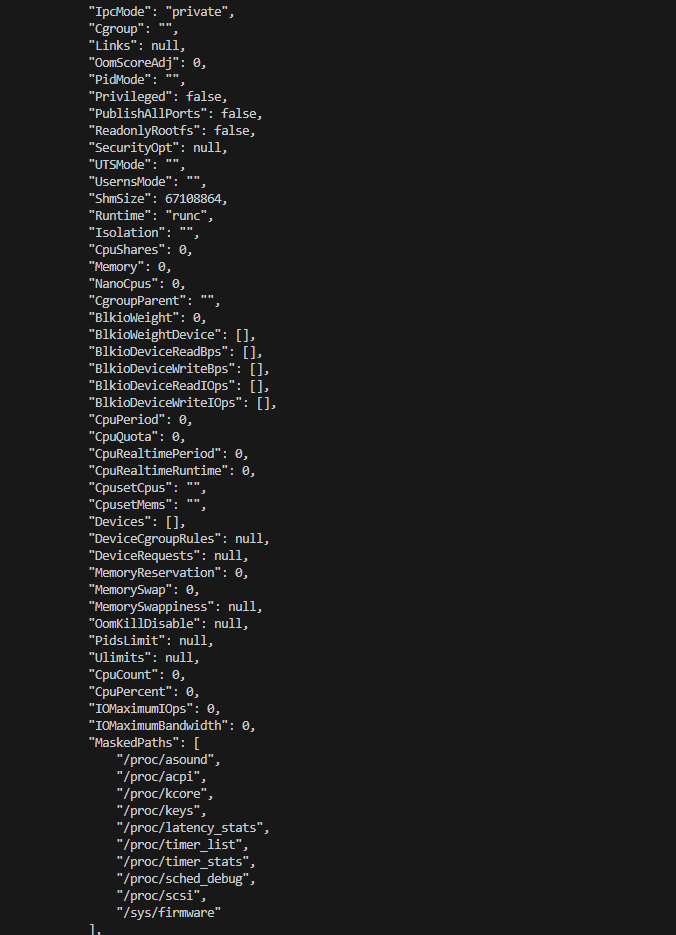 "IpcMode": "private",
"Cgroup": "",
"Links": null,
"OomScoreAdj": 0,
"PidMode": "",
"Privileged": false,
"PublishAllPorts": false,
"ReadonlyRootfs": false,
"SecurityOpt": null,
"UTSMode": "",
"UsernsMode": "",
"ShmSize": 67108864,
"Runtime": "runc",
"Isolation": "",
"CpuShares": 0,
"Memory": 0,
"NanoCpus": 0,
"CgroupParent": "",
"BlkioWeight": 0,
"BlkioWeightDevice": [],
"BlkioDeviceReadBps": [],
"BlkioDeviceWriteBps": [],
"BlkioDeviceReadIOps": [],
"BlkioDeviceWriteIOps": [],
"CpuPeriod": 0,
"CpuQuota": 0,
"CpuRealtimePeriod": 0,
"CpuRealtimeRuntime": 0,
"CpusetCpus": "",
"CpusetMems": "",
"Devices": [],
"DeviceCgroupRules": null,
"DeviceRequests": null,
"MemoryReservation": 0,
"MemorySwap": 0,
"MemorySwappiness": null,
"OomKillDisable": null,
"PidsLimit": null,
"Ulimits": null,
"CpuCount": 0,
"CpuPercent": 0,
"IOMaximumIOps": 0,
"IOMaximumBandwidth": 0,
"MaskedPaths": [
"/proc/asound",
"/proc/acpi",
"/proc/kcore",
"/proc/keys",
"/proc/latency_stats",
"/proc/timer_list",
"/proc/timer_stats",
"/proc/sched_debug",
"/proc/scsi",
"/sys/firmware"
],